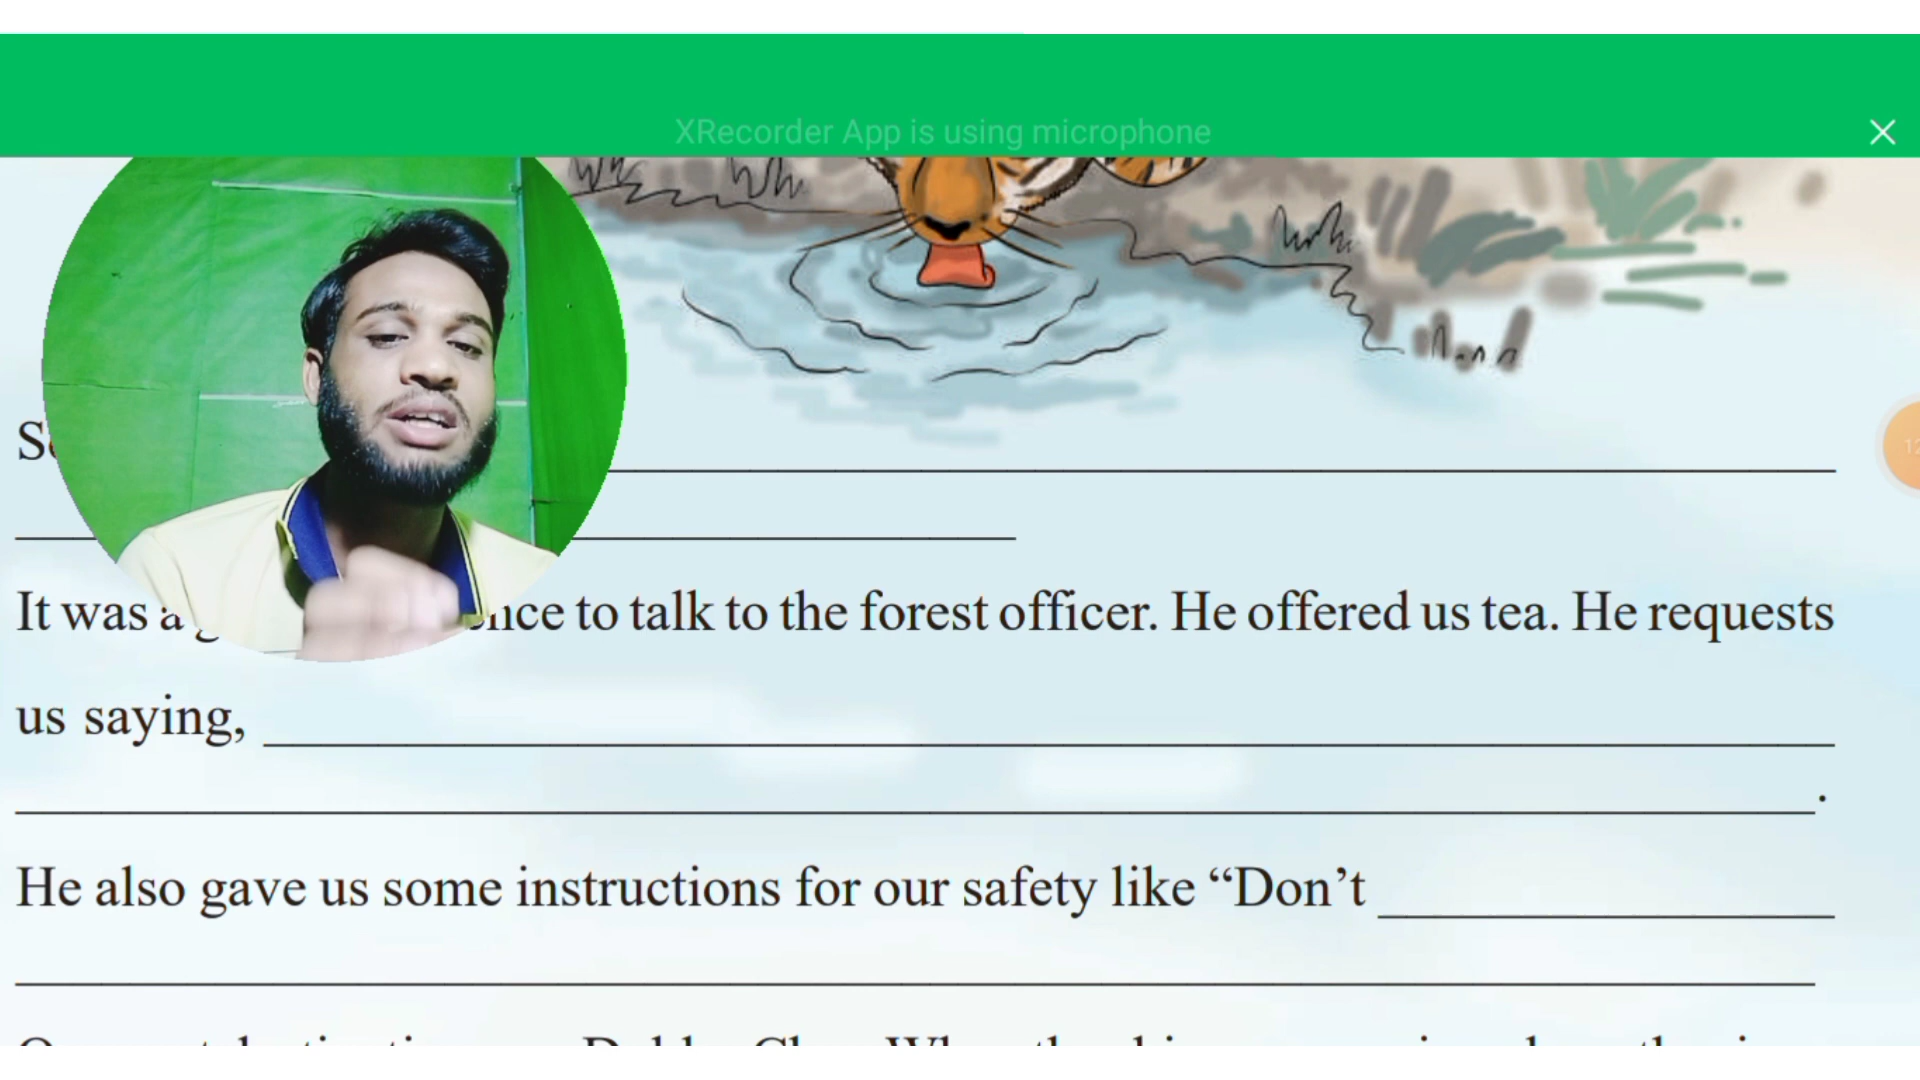 XRecorder App is using microphone
12
It was to talk to the forest officer. He offered us tea. He requests
us saying,
.
He also gave us some instructions for our safety like “Don’t